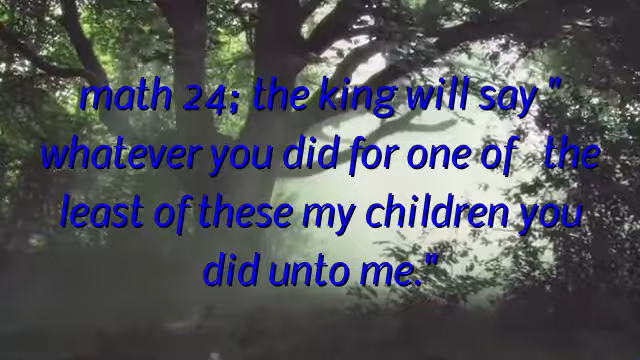 math 24; the king will say "
whatever you did for one of the
least of these my children you
did unto me."